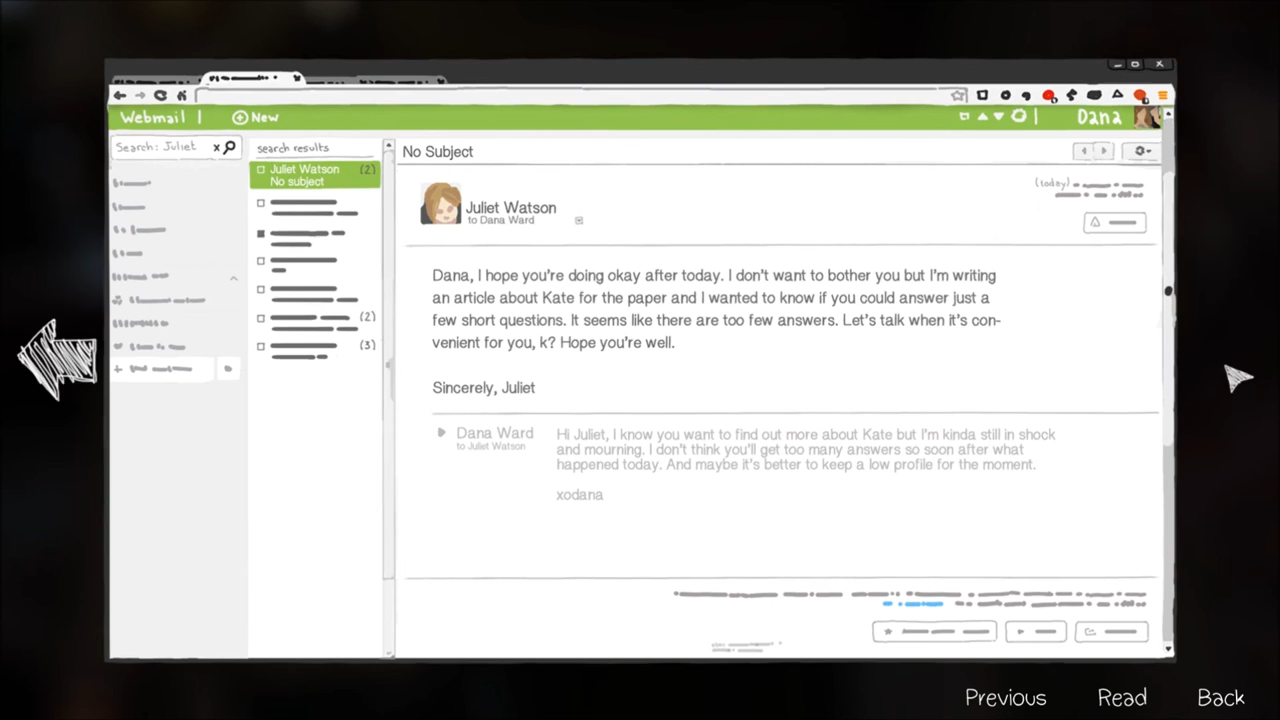 Webmail |
New
Dana
Search: Juliet x
search results
Juliet Watson (2)
No subject
(2)
(3)
No Subject
(today)
Juliet Watson
to Dana Ward
Dana, I hope you're doing okay after today. I don't want to bother you but I'm writing
an article about Kate for the paper and I wanted to know if you could answer just a
few short questions. It seems like there are too few answers. Let's talk when it's con-
venient for you, k? Hope you're well.
Sincerely, Juliet
Dana Ward
to Juliet Watson
Hi Juliet, I know you want to find out more about Kate but I'm kinda still in shock
and mourning. I don't think you'll get too many answers so soon after what
happened today. And maybe it's better to keep a low profile for the moment.
xodana
Previous Read Back